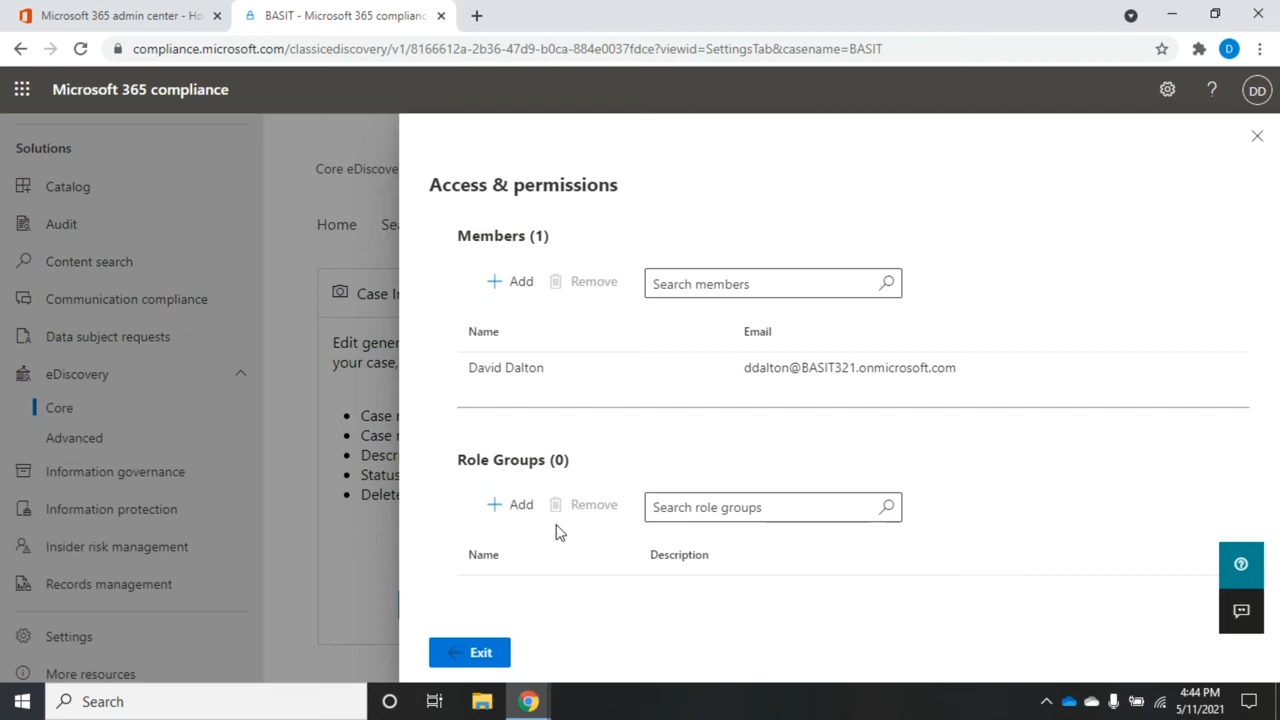 Microsoft 365 admin center - Ho
BASIT - Microsoft 365 complianc
compliance.microsoft.com/classicediscovery/v1/8166612a-2b36-47d9-b0ca-884e0037fdce?viewid=SettingsTab&casename=BASIT
D
Microsoft 365 compliance
?
DD
Solutions
Catalog
Audit
Content search
Communication compliance
Data subject requests
eDiscovery
Core
Advanced
Information governance
Information protection
Insider risk management
Records management
Settings
More resources
Core eDiscove
Home Sea
Case In
Edit gener
your case,
Case n
Case n
Descri
Status
Delete
Access & permissions
Members (1)
Add Remove Search members
Name Email
David Dalton ddalton@BASIT321.onmicrosoft.com
Role Groups (0)
Add Remove Search role groups
Name Description
Exit
Search
4:44 PM
5/11/2021